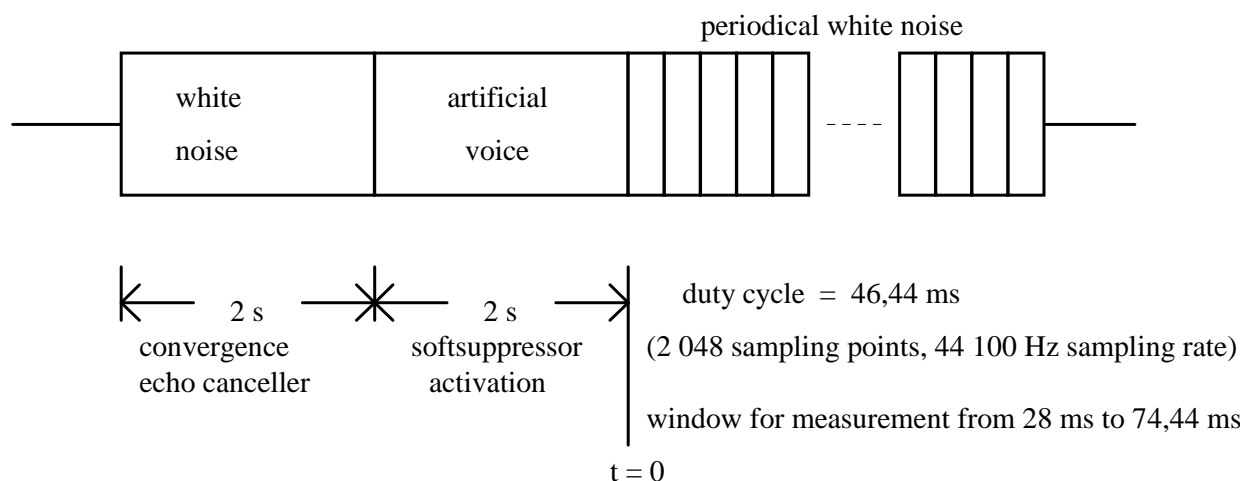 periodical white noise
white
noise
artificial
voice
2 s
convergence
echo canceller
2 s
softsuppressor
activation
duty cycle = 46,44 ms
(2 048 sampling points, 44 100 Hz sampling rate)
window for measurement from 28 ms to 74,44 ms
t = 0